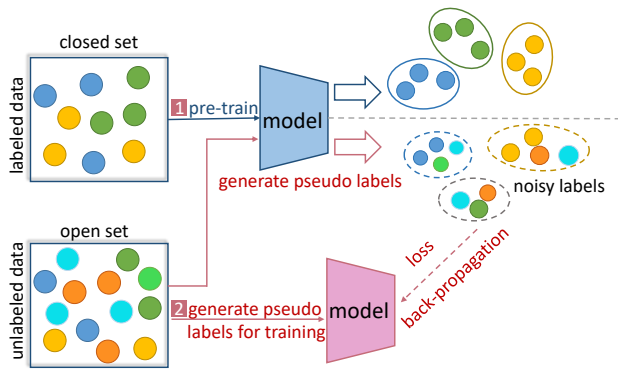 closed set
labeled data
1 pre-train
model
generate pseudo labels
noisy labels
open set
unlabeled data
2 generate pseudo
labels for training
model
loss
back-propagation